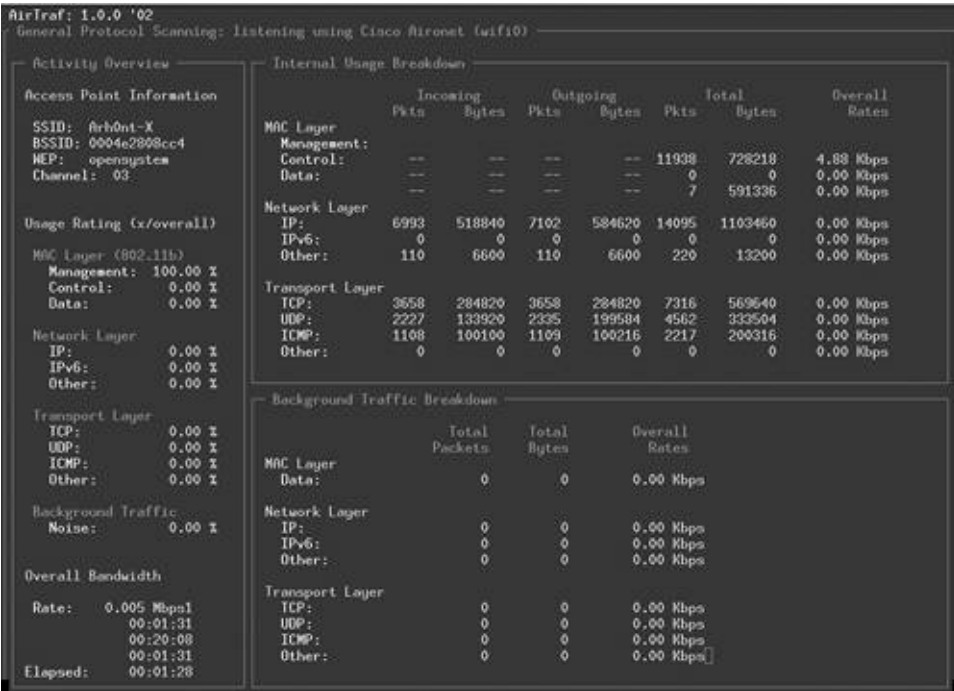 AirTraf: 1.0.0 '02
General Protocol Scanning: listening using Cisco Aironet (wifi0)
Activity Overview
Access Point Information
SSID: Arh0nt-X
BSSID: 0004e2808cc4
WEP: opensystem
Channel: 03
Usage Rating (x/overall)
MAC Layer (802.11b)
Management: 100.00 %
Control: 0.00 %
Data: 0.00 %
Network Layer
IP: 0.00 %
IPv6: 0.00 %
Other: 0.00 %
Transport Layer
TCP: 0.00 %
UDP: 0.00 %
ICMP: 0.00 %
Other: 0.00 %
Background Traffic
Noise: 0.00 %
Overall Bandwidth
Rate: 0.005 Mbps1
00:01:31
00:20:08
00:01:31
Elapsed: 00:01:28
Internal Usage Breakdown
Incoming Outgoing Total Overall
Pkts Bytes Pkts Bytes Pkts Bytes Rates
MAC Layer
Management:
Control: -- -- -- -- 11938 728218 4.88 Kbps
Data: -- -- -- -- 0 0 0.00 Kbps
-- -- -- -- 7 591336 0.00 Kbps
Network Layer
IP: 6993 518840 7102 584620 14095 1103460 0.00 Kbps
IPv6: 0 0 0 0 0 0 0.00 Kbps
Other: 110 6600 110 6600 220 13200 0.00 Kbps
Transport Layer
TCP: 3658 284820 3658 284820 7316 569640 0.00 Kbps
UDP: 2227 133920 2335 199584 4562 333504 0.00 Kbps
ICMP: 1108 100100 1109 100216 2217 200316 0.00 Kbps
Other: 0 0 0 0 0 0 0.00 Kbps
Background Traffic Breakdown
Total Total Overall
Packets Bytes Rates
MAC Layer
Data: 0 0 0.00 Kbps
Network Layer
IP: 0 0 0.00 Kbps
IPv6: 0 0 0.00 Kbps
Other: 0 0 0.00 Kbps
Transport Layer
TCP: 0 0 0.00 Kbps
UDP: 0 0 0.00 Kbps
ICMP: 0 0 0.00 Kbps
Other: 0 0 0.00 Kbps